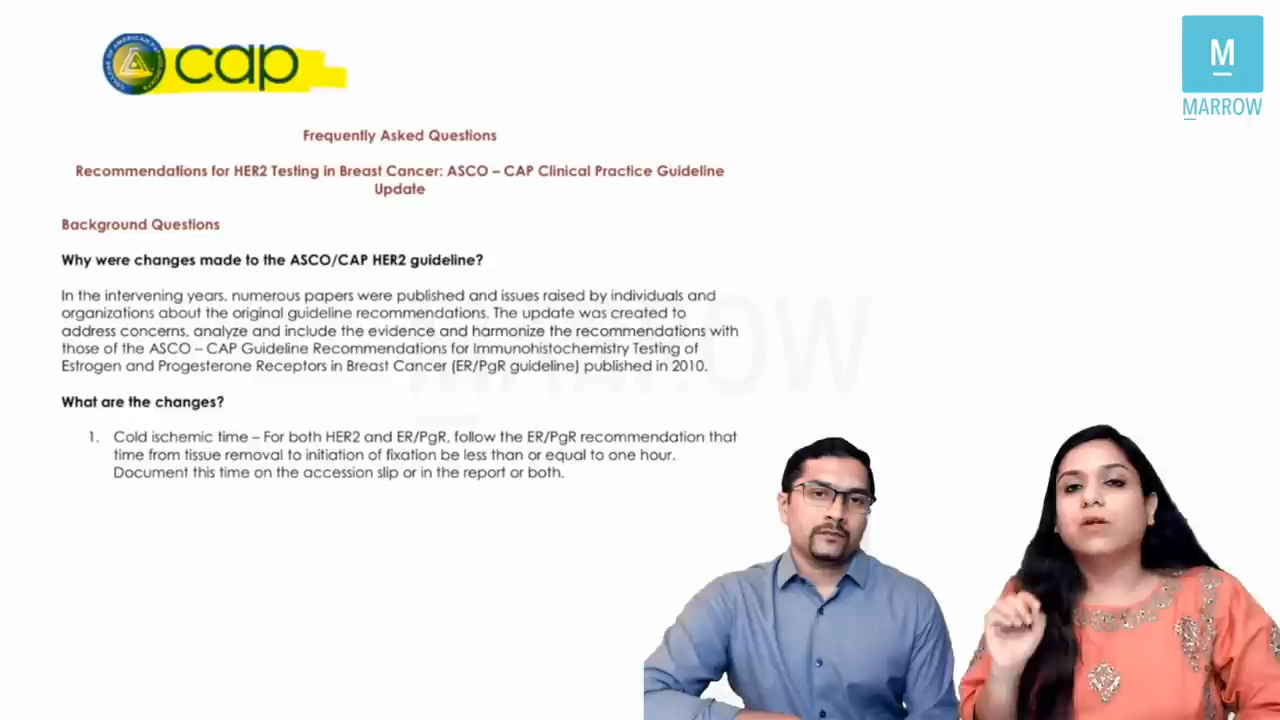 cap
M
MARROW
Frequently Asked Questions
Recommendations for HER2 Testing in Breast Cancer: ASCO – CAP Clinical Practice Guideline
Update
Background Questions
Why were changes made to the ASCO/CAP HER2 guideline?
In the intervening years, numerous papers were published and issues raised by individuals and
organizations about the original guideline recommendations. The update was created to
address concerns, analyze and include the evidence and harmonize the recommendations with
those of the ASCO – CAP Guideline Recommendations for Immunohistochemistry Testing of
Estrogen and Progesterone Receptors in Breast Cancer (ER/PgR guideline) published in 2010.
What are the changes?
1. Cold ischemic time – For both HER2 and ER/PgR, follow the ER/PgR recommendation that
time from tissue removal to initiation of fixation be less than or equal to one hour.
Document this time on the accession slip or in the report or both.
MARROW